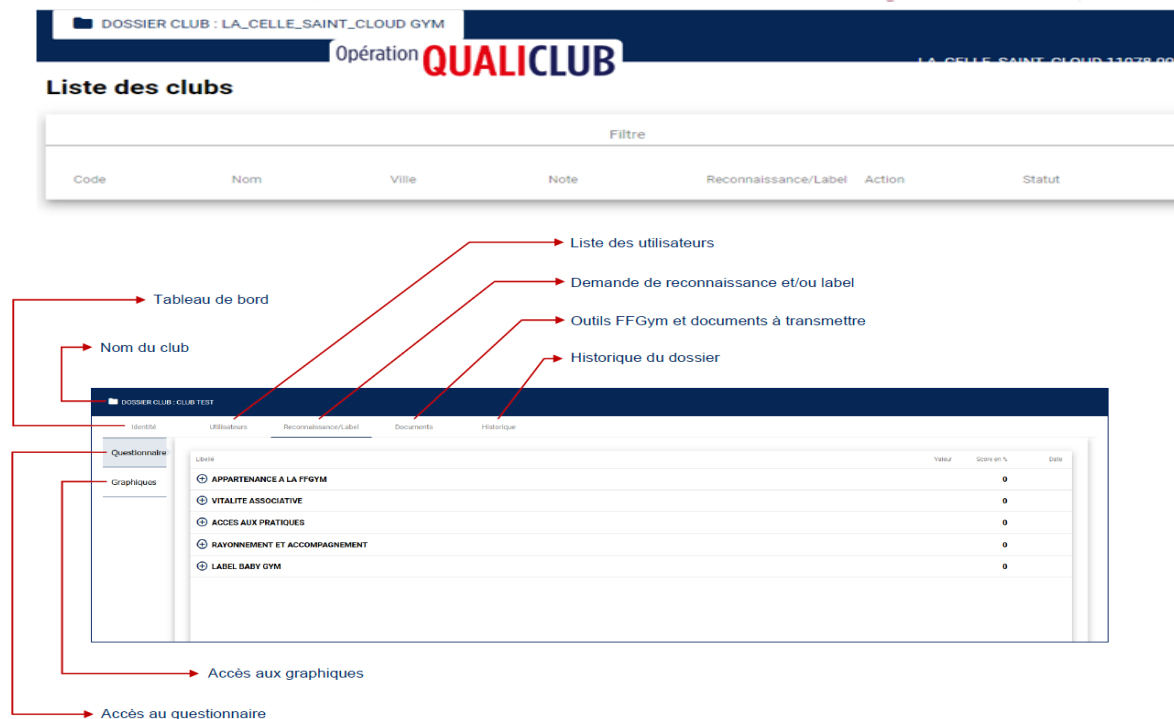 DOSSIER CLUB : LA_CELLE_SAINT_CLOUD GYM
Opération QUALICLUB
LA_CELLE_SAINT_CLOUD 11078.00
Liste des clubs
Filtre
Code Nom Ville Note Reconnaissance/Label Action Statut
Liste des utilisateurs
Demande de reconnaissance et/ou label
Tableau de bord
Outils FFGym et documents à transmettre
Nom du club
Historique du dossier
DOSSIER CLUB : CLUB TEST
Identité Utilisateurs Reconnaissance/Label Documents Historique
Questionnaire
Libellé Valeur Score en % Date
Graphiques
APPARTENANCE A LA FFGYM 0
VITALITE ASSOCIATIVE 0
ACCES AUX PRATIQUES 0
RAYONNEMENT ET ACCOMPAGNEMENT 0
LABEL BABY GYM 0
Accès aux graphiques
Accès au questionnaire